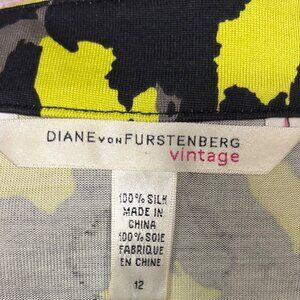 DIANE VON FURSTENBERG
vintage
100% SILK
MADE IN
CHINA
100% SOIE
FABRIQUE
EN CHINE
12